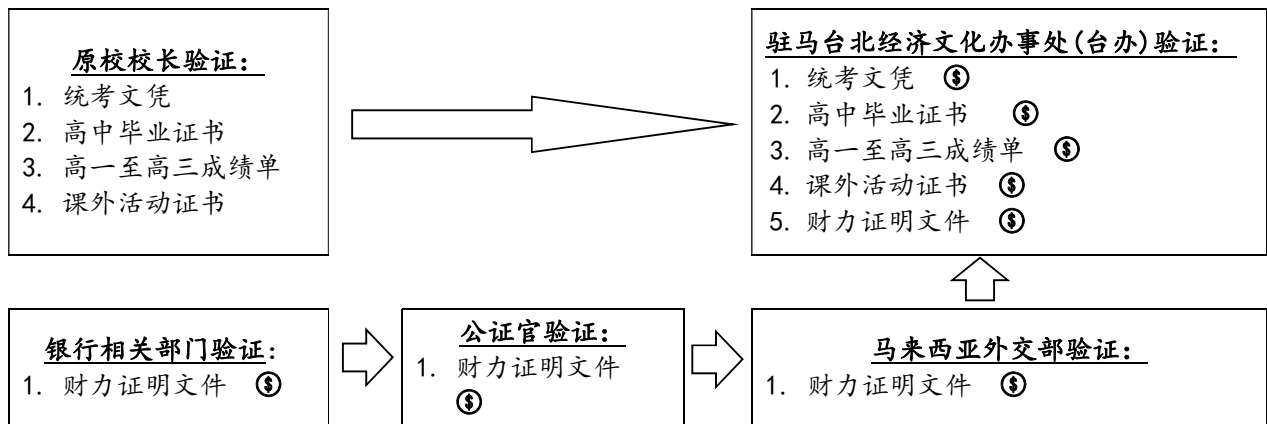 原校校长验证：
1. 统考文凭
2. 高中毕业证书
3. 高一至高三成绩单
4. 课外活动证书
驻马台北经济文化办事处(台办)验证：
1. 统考文凭 $
2. 高中毕业证书 $
3. 高一至高三成绩单 $
4. 课外活动证书 $
5. 财力证明文件 $
银行相关部门验证：
1. 财力证明文件 $
公证官验证：
1. 财力证明文件
$
马来西亚外交部验证：
1. 财力证明文件 $